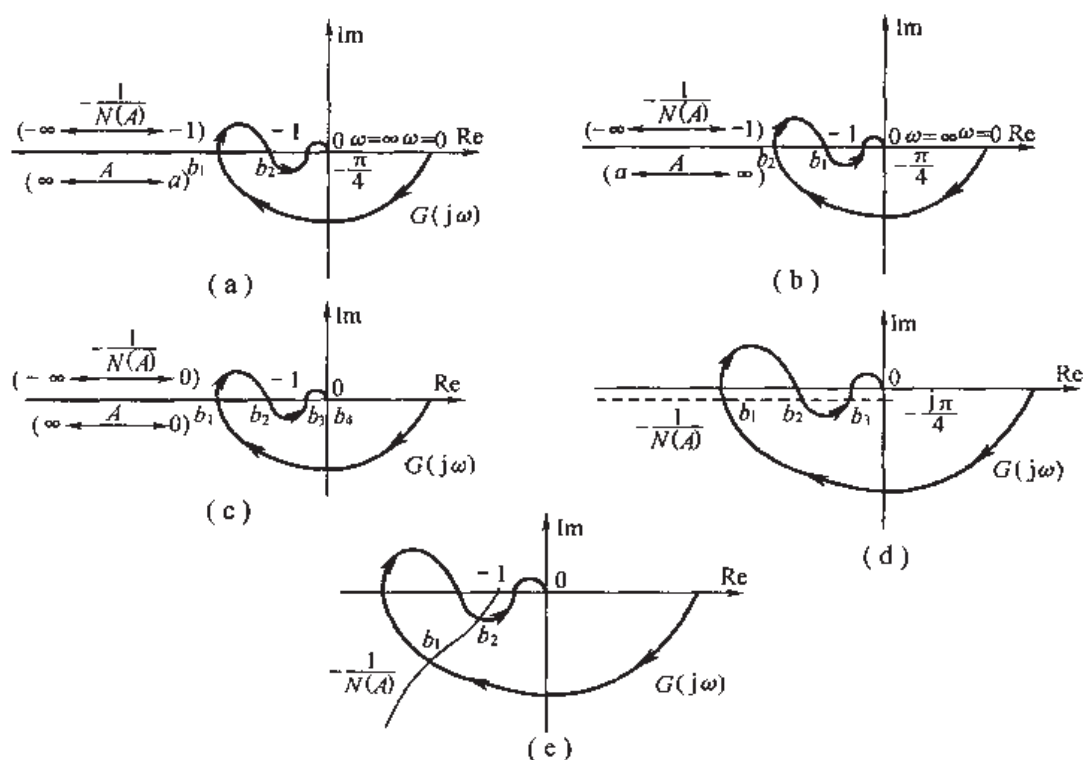 Im
-1/N(A)
(-∞ ⟷ -1) -1 0 ω=∞ ω=0 Re
(∞ A a) b₁ b₂ -π/4
G(jω)
(a)
Im
-1/N(A)
(-∞ ⟷ -1) -1 0 ω=∞ ω=0 Re
(a A ∞) b₂ b₁ -π/4
G(jω)
(b)
Im
-1/N(A)
(-∞ ⟷ 0) -1 0 Re
(∞ A 0) b₁ b₂ b₃ b₄
G(jω)
(c)
Im
0 Re
b₁ b₂ b₃ -jπ/4
-1/N(A)
G(jω)
(d)
Im
-1 0 Re
b₁ b₂
-1/N(A)
G(jω)
(e)